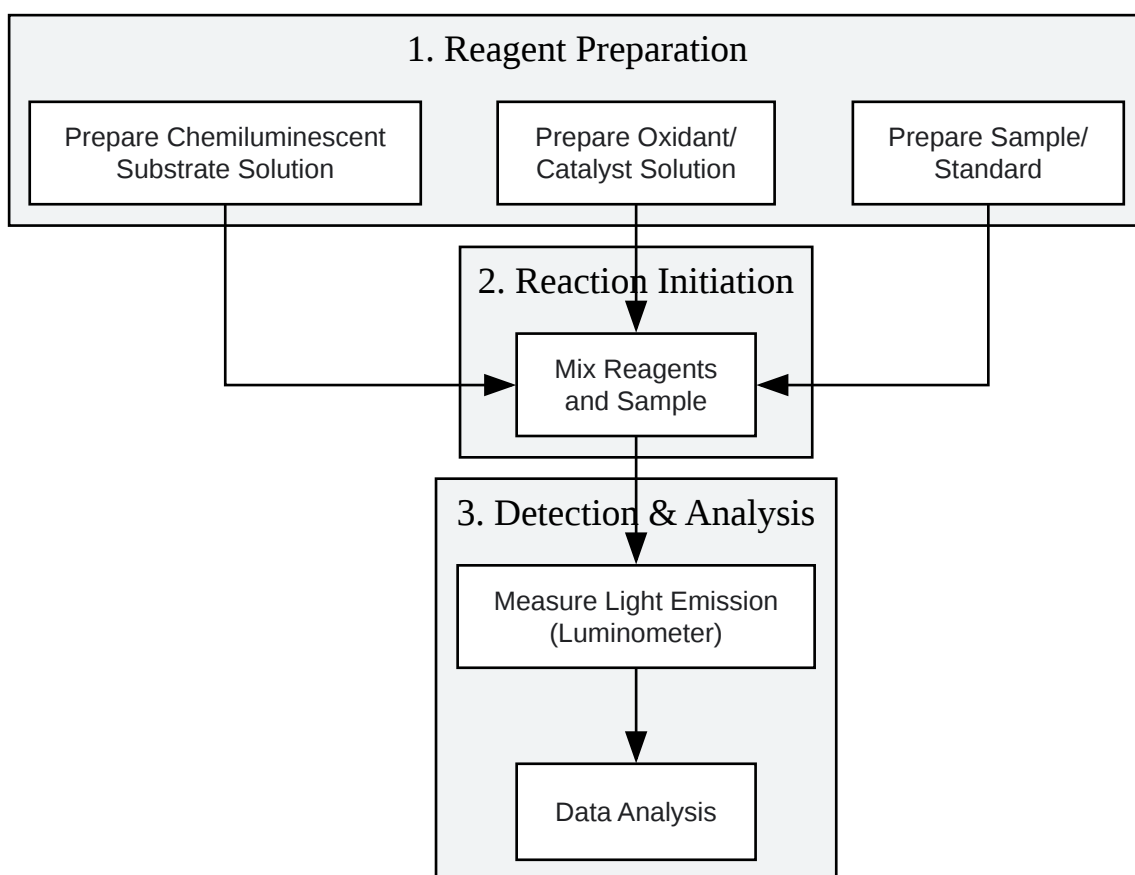 1. Reagent Preparation
Prepare Chemiluminescent
Substrate Solution
Prepare Oxidant/
Catalyst Solution
Prepare Sample/
Standard
2. Reaction Initiation
Mix Reagents
and Sample
3. Detection & Analysis
Measure Light Emission
(Luminometer)
Data Analysis